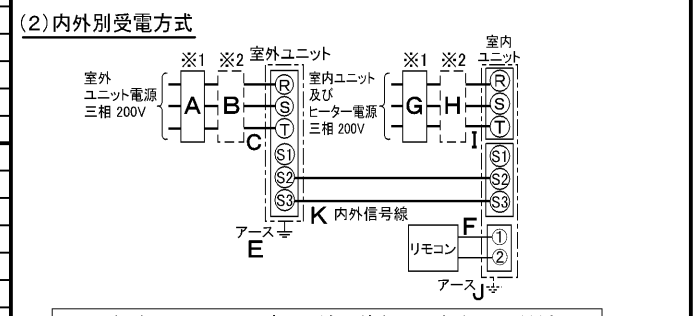 (2)内外別受電方式
※1 ※2 室外ユニット
室外
ユニット電源
三相 200V
A
B
C
R
S
T
S1
S2
S3
アース
E
K 内外信号線
※1 ※2
室内
ユニット
室内ユニット
及び
ヒーター電源
三相 200V
G
H
I
R
S
T
S1
S2
S3
F
リモコン
1
2
アース
J